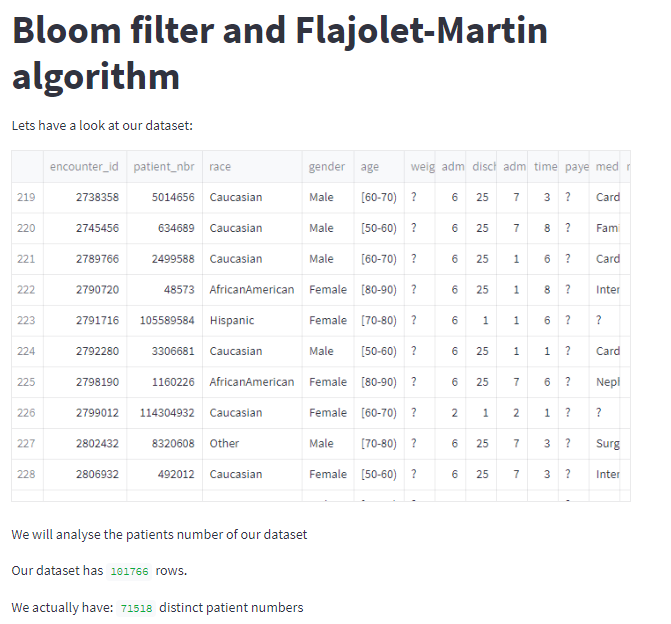 Bloom filter and Flajolet-Martin
algorithm
Lets have a look at our dataset:
encounter_id patient_nbr race gender age weig adm disch adm time paye med
219 2738358 5014656 Caucasian Male [60-70) ? 6 25 7 3 ? Card
220 2745456 634689 Caucasian Male [50-60) ? 6 25 7 8 ? Fam
221 2789766 2499588 Caucasian Male [60-70) ? 6 25 1 6 ? Card
222 2790720 48573 AfricanAmerican Female [80-90) ? 6 25 1 8 ? Inter
223 2791716 105589584 Hispanic Female [70-80) ? 6 1 1 6 ? ?
224 2792280 3306681 Caucasian Male [50-60) ? 6 25 1 1 ? Card
225 2798190 1160226 AfricanAmerican Female [80-90) ? 6 25 7 6 ? Nepl
226 2799012 114304932 Caucasian Female [60-70) ? 2 1 2 1 ? ?
227 2802432 8320608 Other Male [70-80) ? 6 25 7 3 ? Surg
228 2806932 492012 Caucasian Female [50-60) ? 6 25 7 3 ? Inter
We will analyse the patients number of our dataset
Our dataset has 101766 rows.
We actually have: 71518 distinct patient numbers